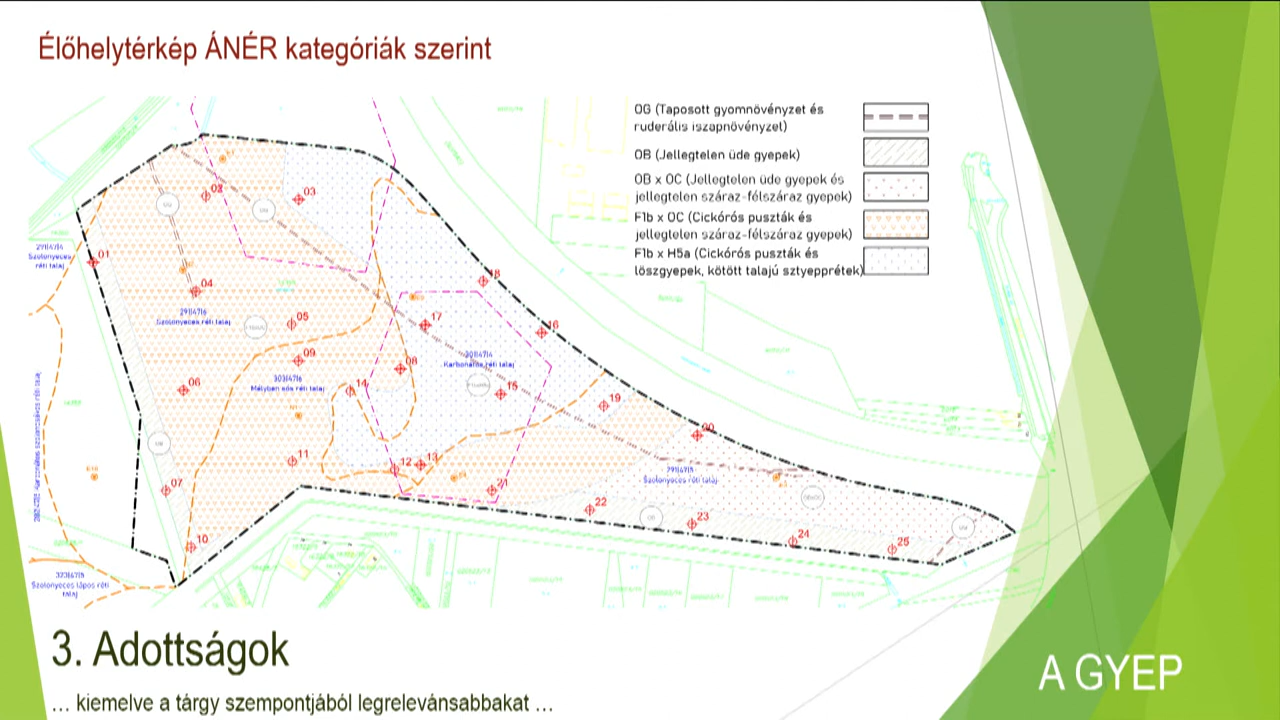 Élőhelytérkép ÁNÉR kategóriák szerint
OG (Taposott gyomnövényzet és
ruderális iszapnövényzet)
OB (Jellegtelen üde gyepek)
OB x OC (Jellegtelen üde gyepek és
jellegtelen száraz-félszáraz gyepek)
F1b x OC (Cickórós puszták és
jellegtelen száraz-félszáraz gyepek)
F1b x H5a (Cickórós puszták és
löszgyepek, kötött talajú sztyepprétek)
02
03
01
Szolonyeces
réti talaj
18
04
Szolonyeces réti talaj
05
17
16
09
08
Karbonátos réti talaj
Mélyben sós réti talaj
06
14
15
19
20
11
12
13
07
21
Szolonyeces réti talaj
22
23
24
25
10
Szolonyeces lápos réti
talaj
3. Adottságok
A GYEP
... kiemelve a tárgy szempontjából legrelevánsabbakat ...